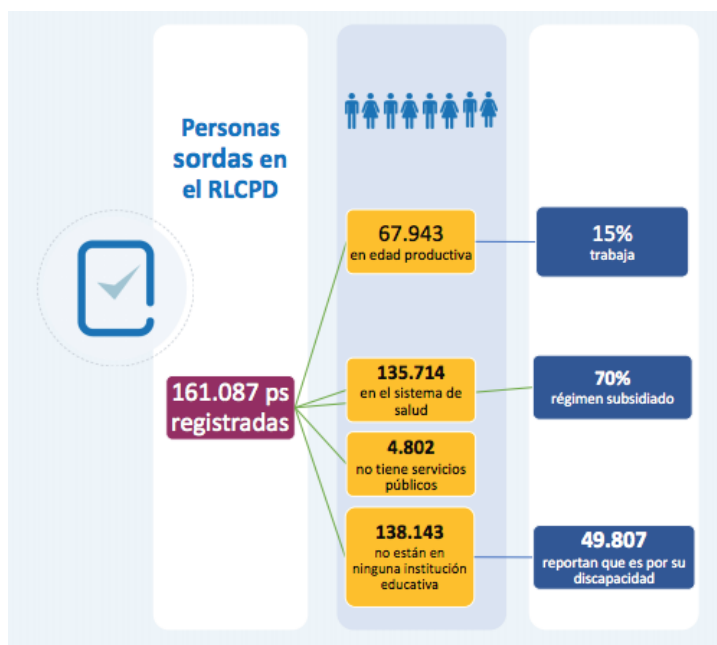 Personas
sordas en
el RLCPD
161.087 ps
registradas
67.943
en edad productiva
15%
trabaja
135.714
en el sistema de
salud
70%
régimen subsidiado
4.802
no tiene servicios
públicos
138.143
no están en
ninguna institución
educativa
49.807
reportan que es por su
discapacidad